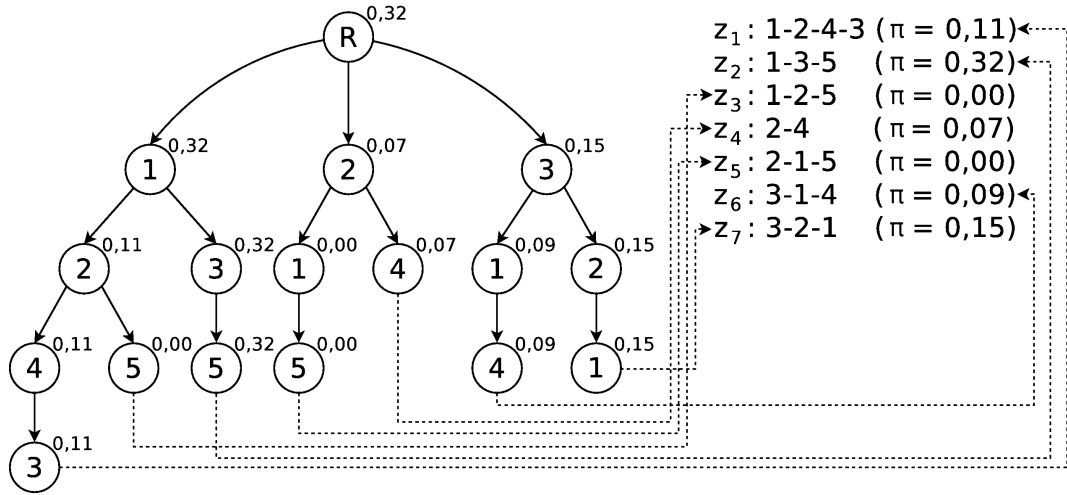 R 0,32
1 0,32
2 0,07
3 0,15
2 0,11
3 0,32
1 0,00
4 0,07
1 0,09
2 0,15
4 0,11
5 0,00
5 0,32
5 0,00
4 0,09
1 0,15
3 0,11
z1: 1-2-4-3 (π = 0,11)
z2: 1-3-5 (π = 0,32)
z3: 1-2-5 (π = 0,00)
z4: 2-4 (π = 0,07)
z5: 2-1-5 (π = 0,00)
z6: 3-1-4 (π = 0,09)
z7: 3-2-1 (π = 0,15)